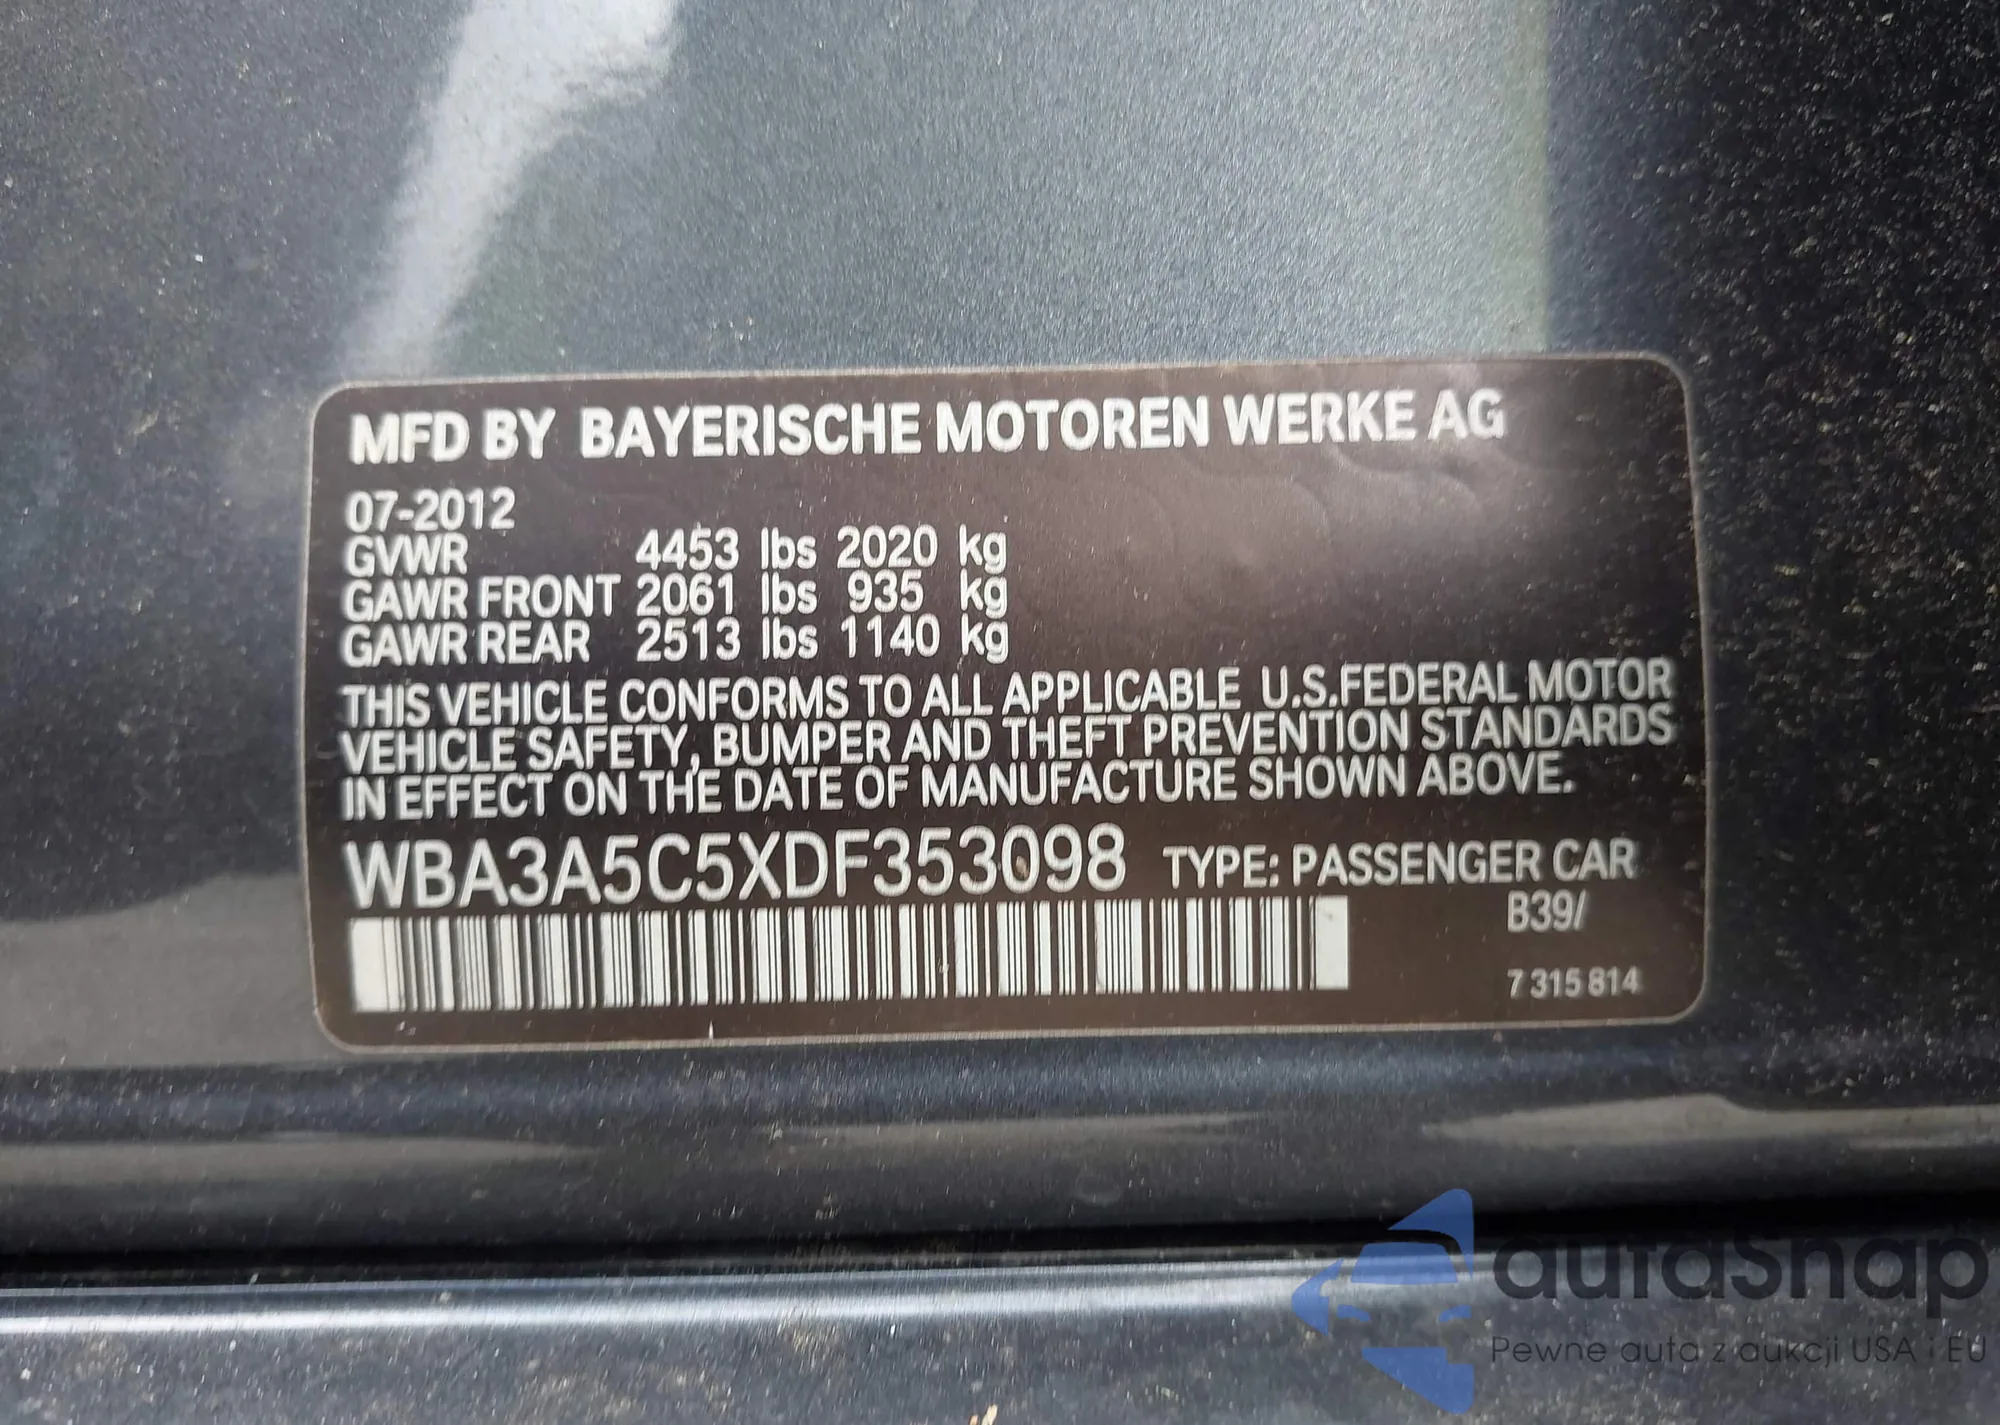 MFD BY BAYERISCHE MOTOREN WERKE AG
07-2012
GVWR 4453 lbs 2020 kg
GAWR FRONT 2061 lbs 935 kg
GAWR REAR 2513 lbs 1140 kg
THIS VEHICLE CONFORMS TO ALL APPLICABLE U.S.FEDERAL MOTOR
VEHICLE SAFETY, BUMPER AND THEFT PREVENTION STANDARDS
IN EFFECT ON THE DATE OF MANUFACTURE SHOWN ABOVE.
WBA3A5C5XDF353098 TYPE: PASSENGER CAR
B39/
7 315 814
autaSnap
Pewne auta z aukcji USA i EU